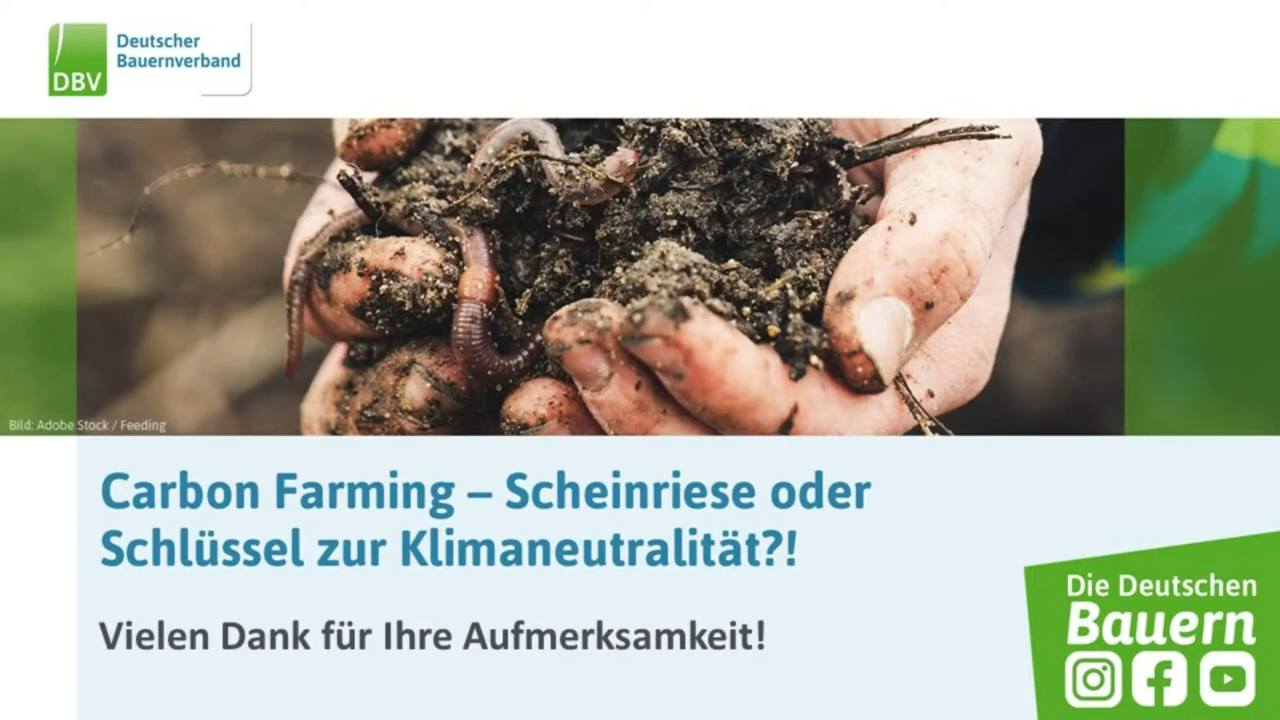 Deutscher
Bauernverband
DBV
Bild: Adobe Stock / Feeding
Carbon Farming – Scheinriese oder
Schlüssel zur Klimaneutralität?!
Vielen Dank für Ihre Aufmerksamkeit!
Die Deutschen
Bauern